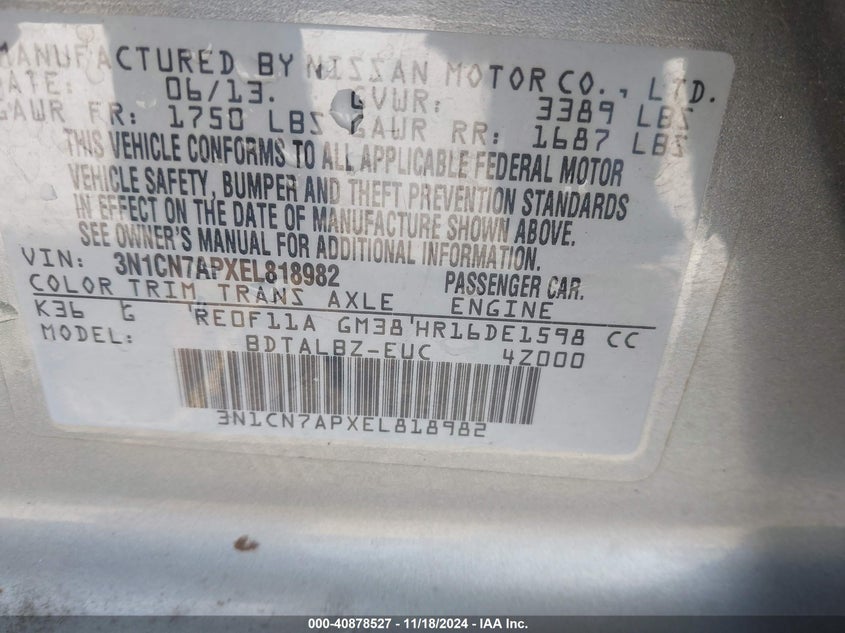 MANUFACTURED BY NISSAN MOTOR CO., LTD.
DATE: 06/13. GVWR: 3389 LBS
GAWR FR: 1750 LBS GAWR RR: 1687 LBS
THIS VEHICLE CONFORMS TO ALL APPLICABLE FEDERAL MOTOR
VEHICLE SAFETY, BUMPER AND THEFT PREVENTION STANDARDS
IN EFFECT ON THE DATE OF MANUFACTURE SHOWN ABOVE.
SEE OWNER'S MANUAL FOR ADDITIONAL INFORMATION.
VIN: 3N1CN7APXEL818982 PASSENGER CAR.
COLOR TRIM TRANS AXLE ENGINE
K36 G RE0F11A GM38 HR16DE1598 CC
MODEL: BDTALBZ-EUC 4Z000
3N1CN7APXEL818982
000-40878527 - 11/18/2024 - IAA Inc.